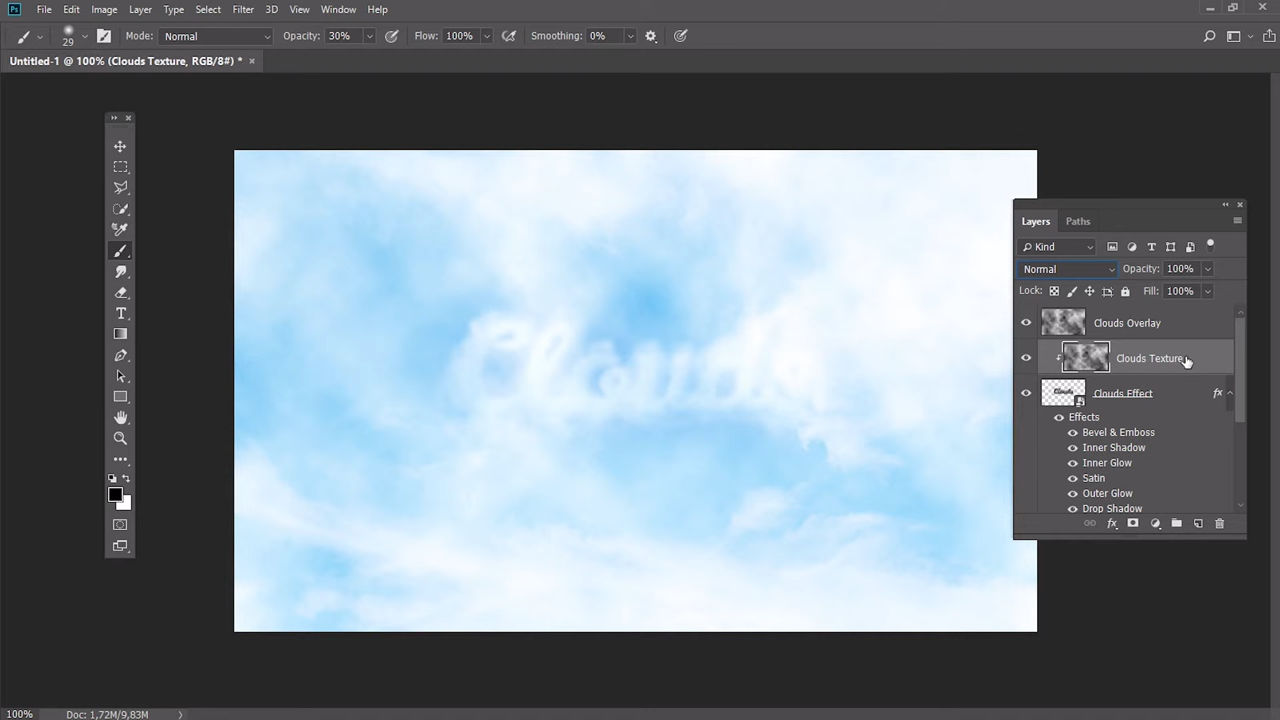 Ps File Edit Image Layer Type Select Filter 3D View Window Help
29 Mode: Normal Opacity: 30% Flow: 100% Smoothing: 0%
Untitled-1 @ 100% (Clouds Texture, RGB/8#) *
Clouds
Layers Paths
Kind
Normal Opacity: 100%
Lock: Fill: 100%
Clouds Overlay
Clouds Texture
Clouds Effect fx
Effects
Bevel & Emboss
Inner Shadow
Inner Glow
Satin
Outer Glow
Drop Shadow
fx
100% Doc: 1,72M/9,83M